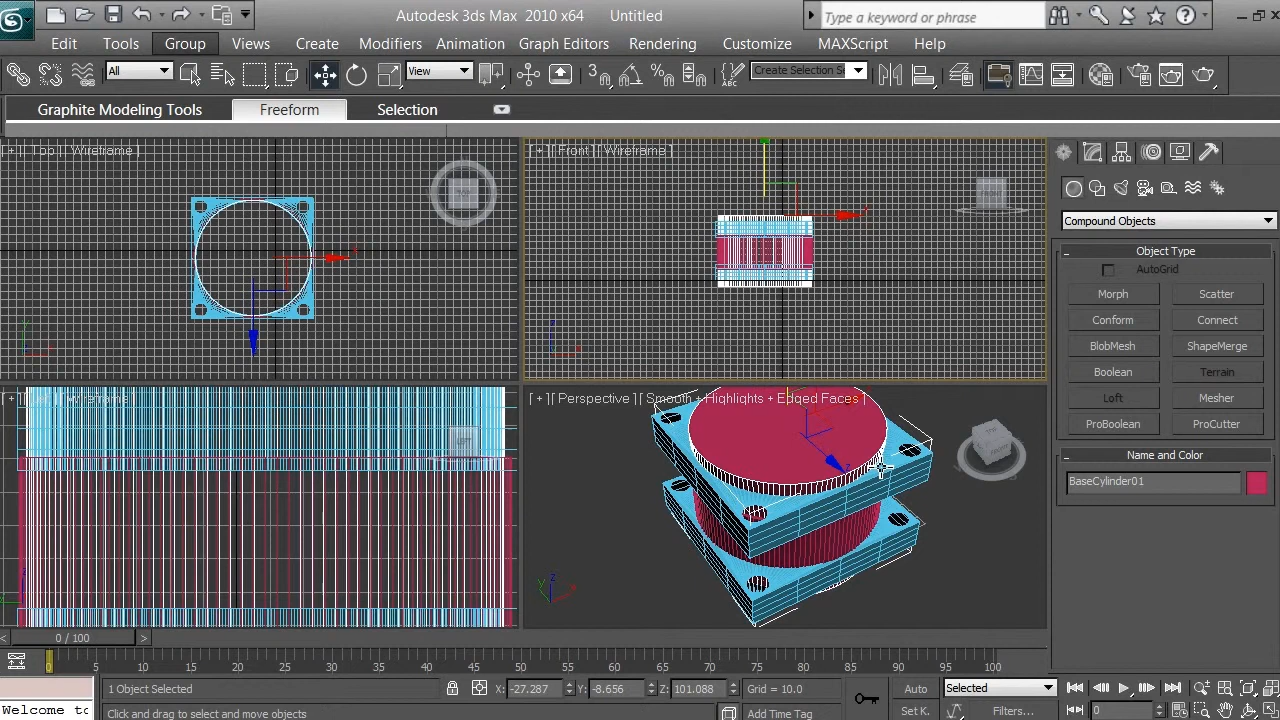 Autodesk 3ds Max 2010 x64 Untitled
Type a keyword or phrase
Edit Tools Group Views Create Modifiers Animation Graph Editors Rendering Customize MAXScript Help
All
View
Create Selection Se
Graphite Modeling Tools Freeform Selection
[ + ][ Top ][ Wireframe ]
TOP
[ + ][ Front ][ Wireframe ]
FRONT
Compound Objects
Object Type
AutoGrid
Morph Scatter
Conform Connect
BlobMesh ShapeMerge
Boolean Terrain
Loft Mesher
ProBoolean ProCutter
Name and Color
BaseCylinder01
[ + ][ Left ][ Wireframe ]
LEFT
[ + ][ Perspective ][ Smooth + Highlights + Edged Faces ]
0 / 100
0 5 10 15 20 25 30 35 40 45 50 55 60 65 70 75 80 85 90 95 100
1 Object Selected X: -27.287 Y: -8.656 Z: 101.088 Grid = 10.0 Auto Selected
Welcome to Click and drag to select and move objects Add Time Tag Set K. Filters... 0